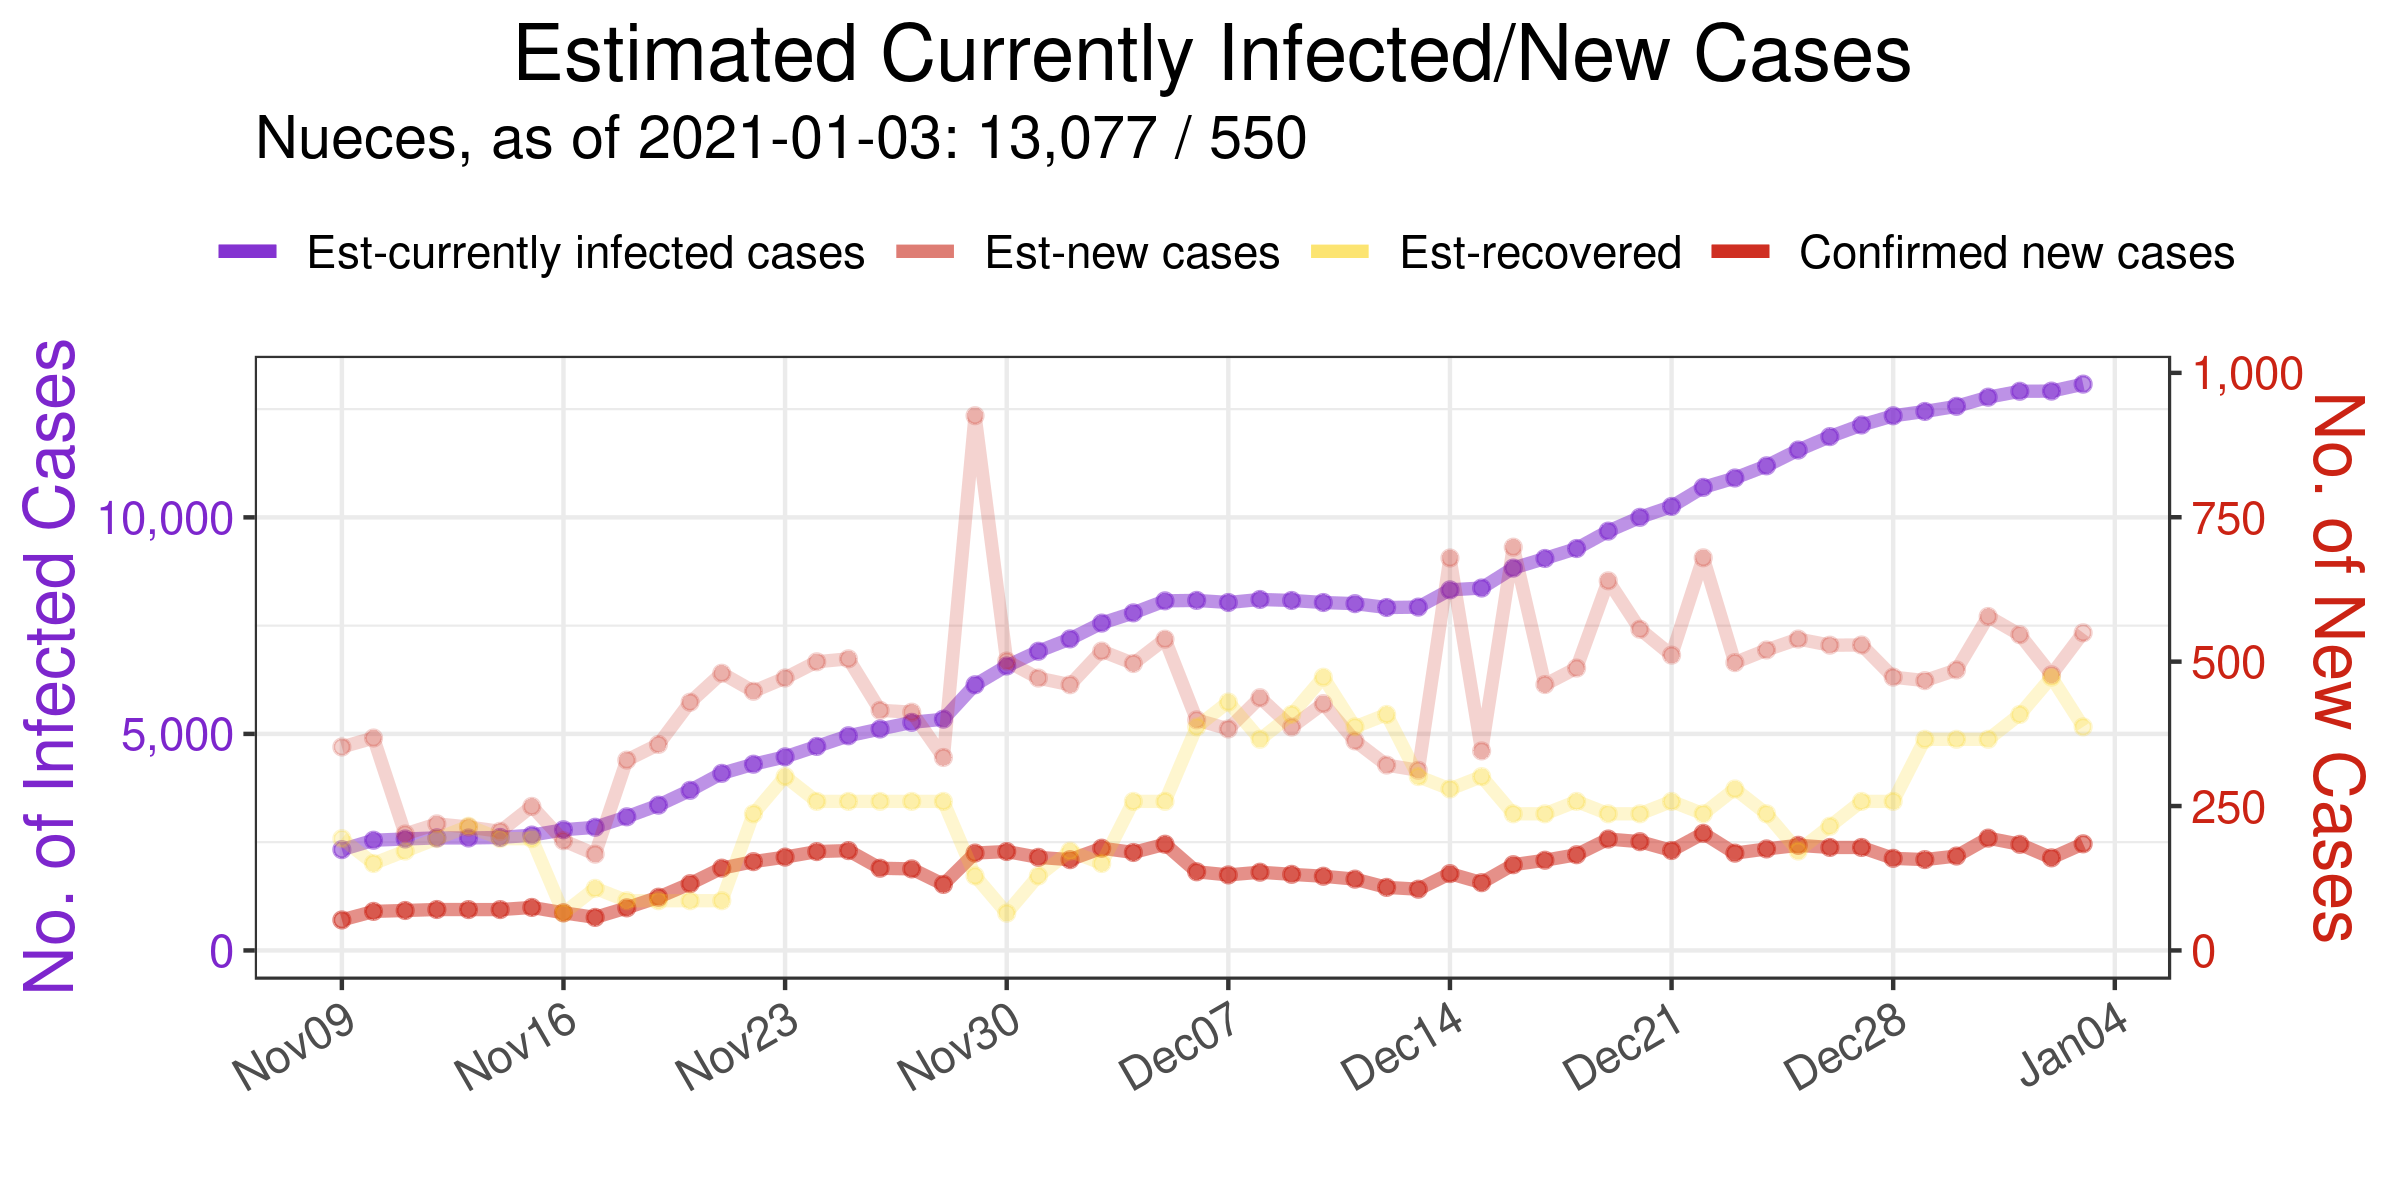 Estimated Currently Infected/New Cases
Nueces, as of 2021-01-03: 13,077 / 550
Est-currently infected cases Est-new cases Est-recovered Confirmed new cases
No. of Infected Cases
10,000
5,000
0
1,000
750
500
250
0
No. of New Cases
Nov09 Nov16 Nov23 Nov30 Dec07 Dec14 Dec21 Dec28 Jan04